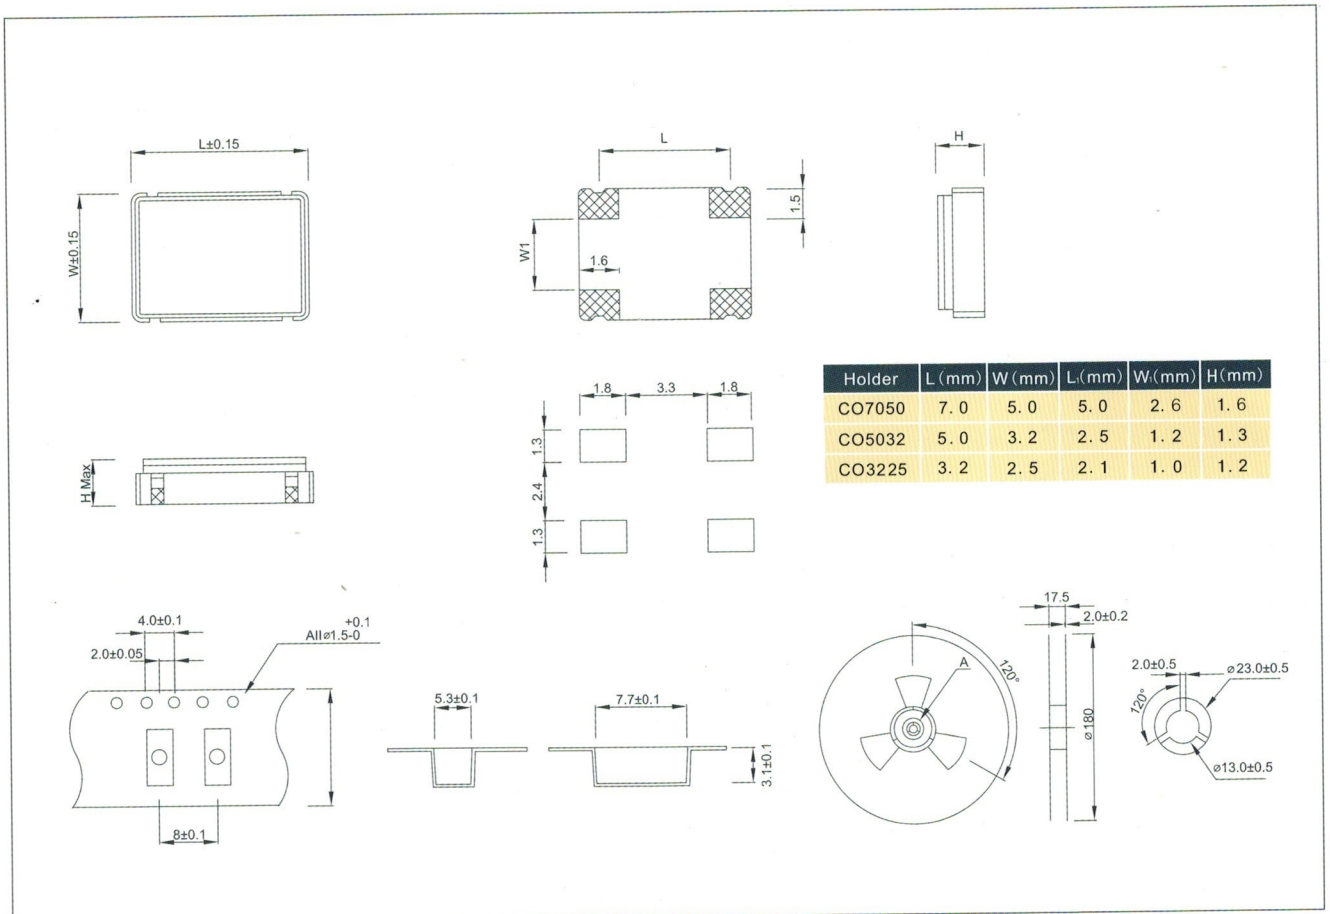 L±0.15
W±0.15
L
W1
1.6
1.5
H
Holder L(mm) W(mm) L₁(mm) W₁(mm) H(mm)
CO7050 7.0 5.0 5.0 2.6 1.6
CO5032 5.0 3.2 2.5 1.2 1.3
CO3225 3.2 2.5 2.1 1.0 1.2
H Max
1.8 3.3 1.8
1.3
2.4
1.3
4.0±0.1
2.0±0.05
+0.1
All⌀1.5-0
8±0.1
5.3±0.1
7.7±0.1
3.1±0.1
A
120°
17.5
2.0±0.2
⌀180
2.0±0.5
⌀23.0±0.5
120°
⌀13.0±0.5